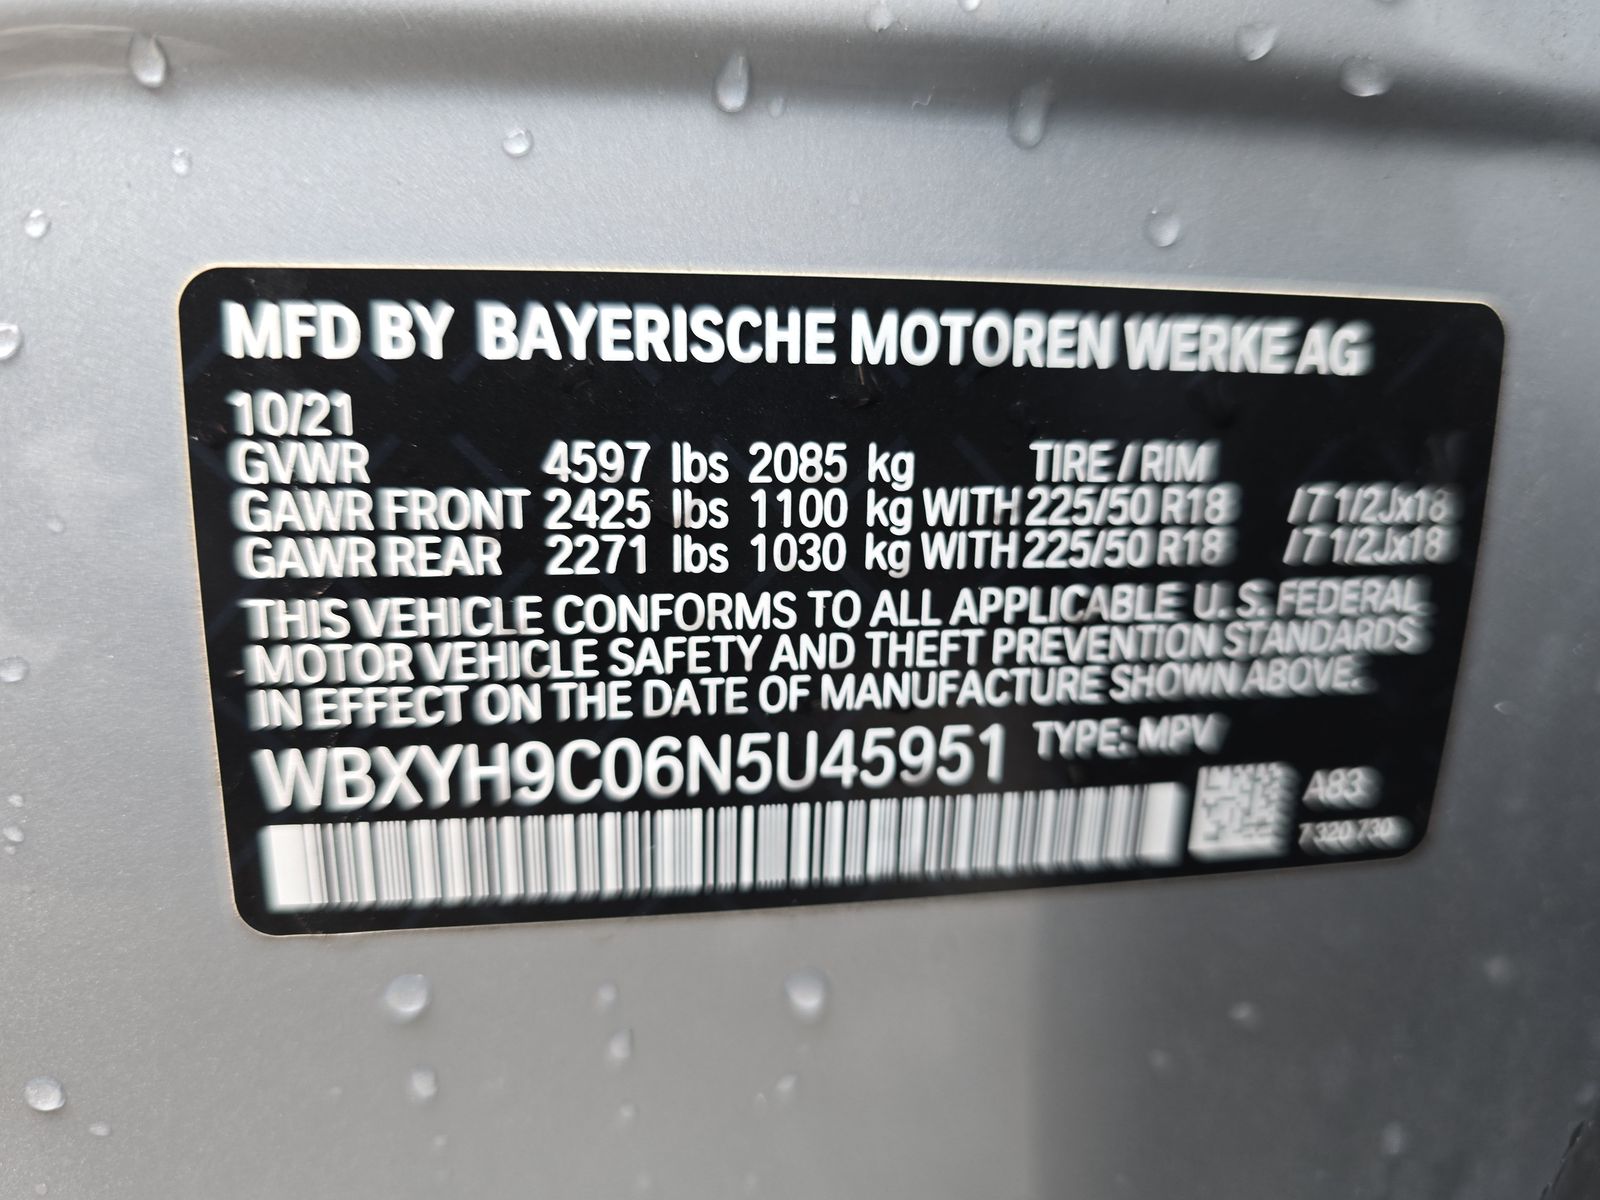 MFD BY BAYERISCHE MOTOREN WERKE AG
10/21
GVWR 4597 lbs 2085 kg TIRE / RIM
GAWR FRONT 2425 lbs 1100 kg WITH 225/50 R18 /7 1/2Jx18
GAWR REAR 2271 lbs 1030 kg WITH 225/50 R18 /7 1/2Jx18
THIS VEHICLE CONFORMS TO ALL APPLICABLE U. S. FEDERAL
MOTOR VEHICLE SAFETY AND THEFT PREVENTION STANDARDS
IN EFFECT ON THE DATE OF MANUFACTURE SHOWN ABOVE.
WBXYH9C06N5U45951 TYPE: MPV
A83
7 320 730